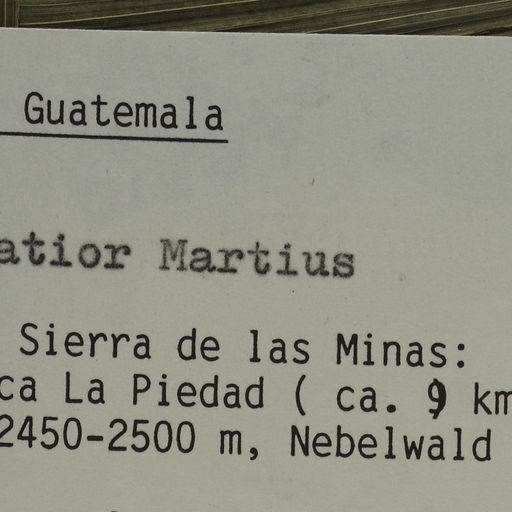 Guatemala
atior Martius
Sierra de las Minas:
ca La Piedad ( ca. 9 km
2450-2500 m, Nebelwald